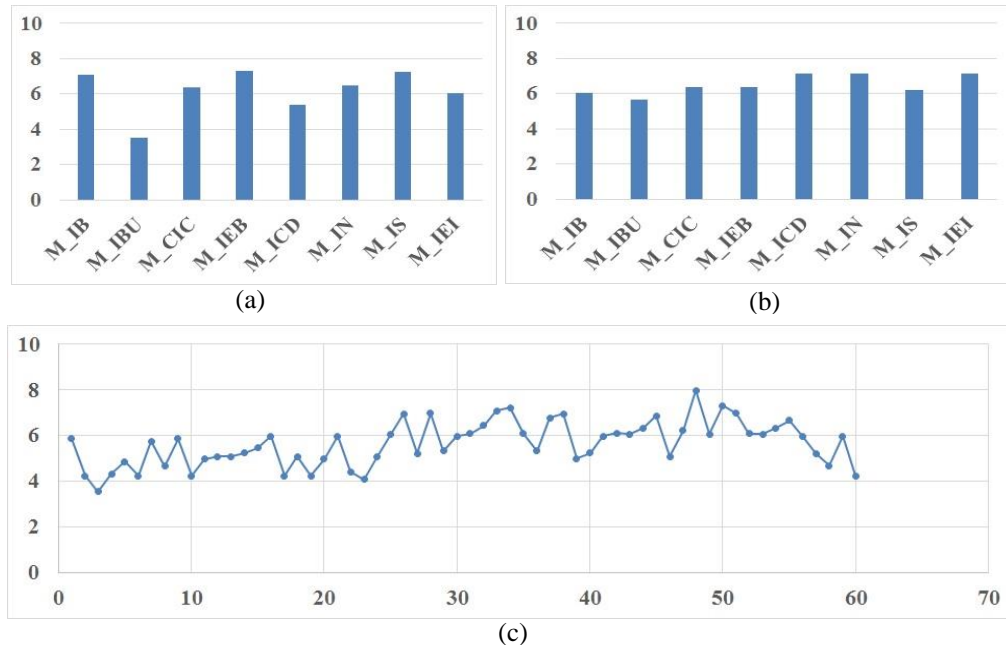 10
8
6
4
2
0
M_IB
M_IBU
M_CIC
M_IEB
M_ICD
M_IN
M_IS
M_IEI
(a)
10
8
6
4
2
0
M_IB
M_IBU
M_CIC
M_IEB
M_ICD
M_IN
M_IS
M_IEI
(b)
10
8
6
4
2
0
0 10 20 30 40 50 60 70
(c)